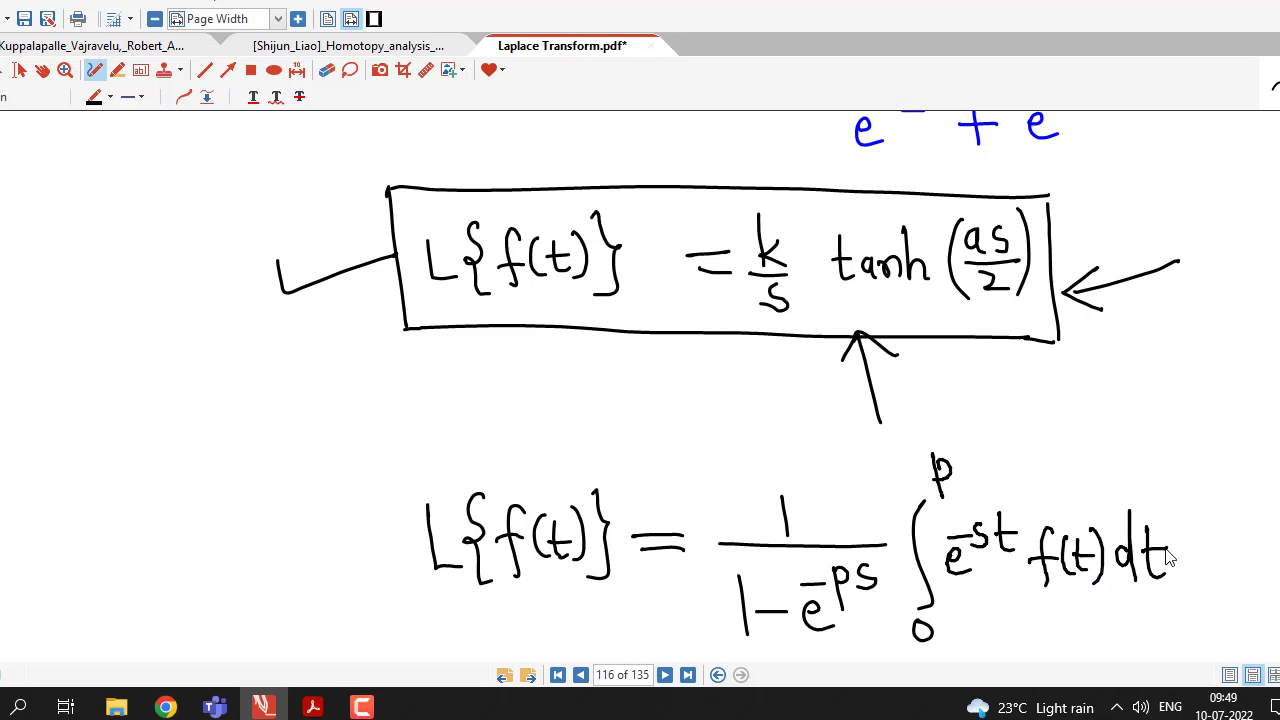 Page Width
Kuppalapalle_Vajravelu,_Robert_A... [Shijun_Liao]_Homotopy_analysis_... Laplace Transform.pdf*
e⁻ + e
L{f(t)} = k/s tanh (as/2)
L{f(t)} = 1/(1-e^-ps) ∫₀^p e^-st f(t) dt
116 of 135
23°C Light rain ENG 09:49
10-07-2022